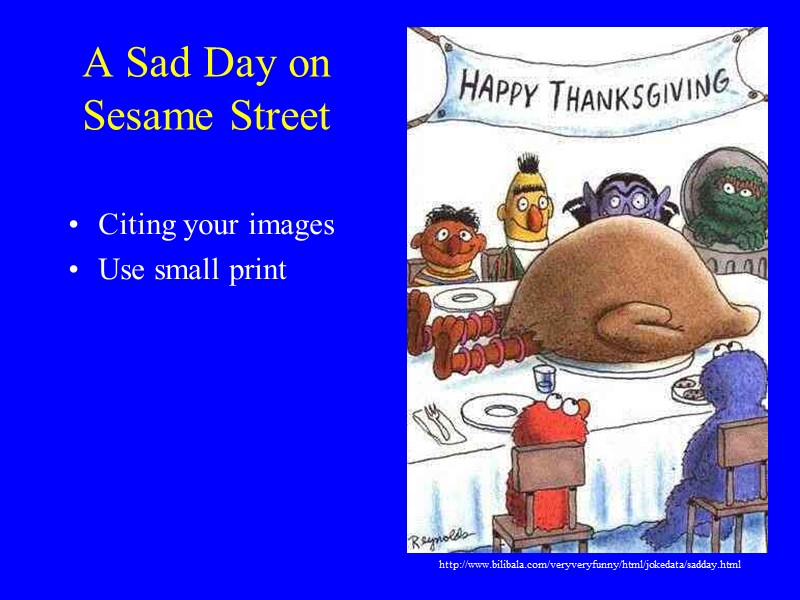 A Sad Day on
Sesame Street
• Citing your images
• Use small print
HAPPY THANKSGIVING
Reynolds
http://www.bilibala.com/veryveryfunny/html/jokedata/sadday.html